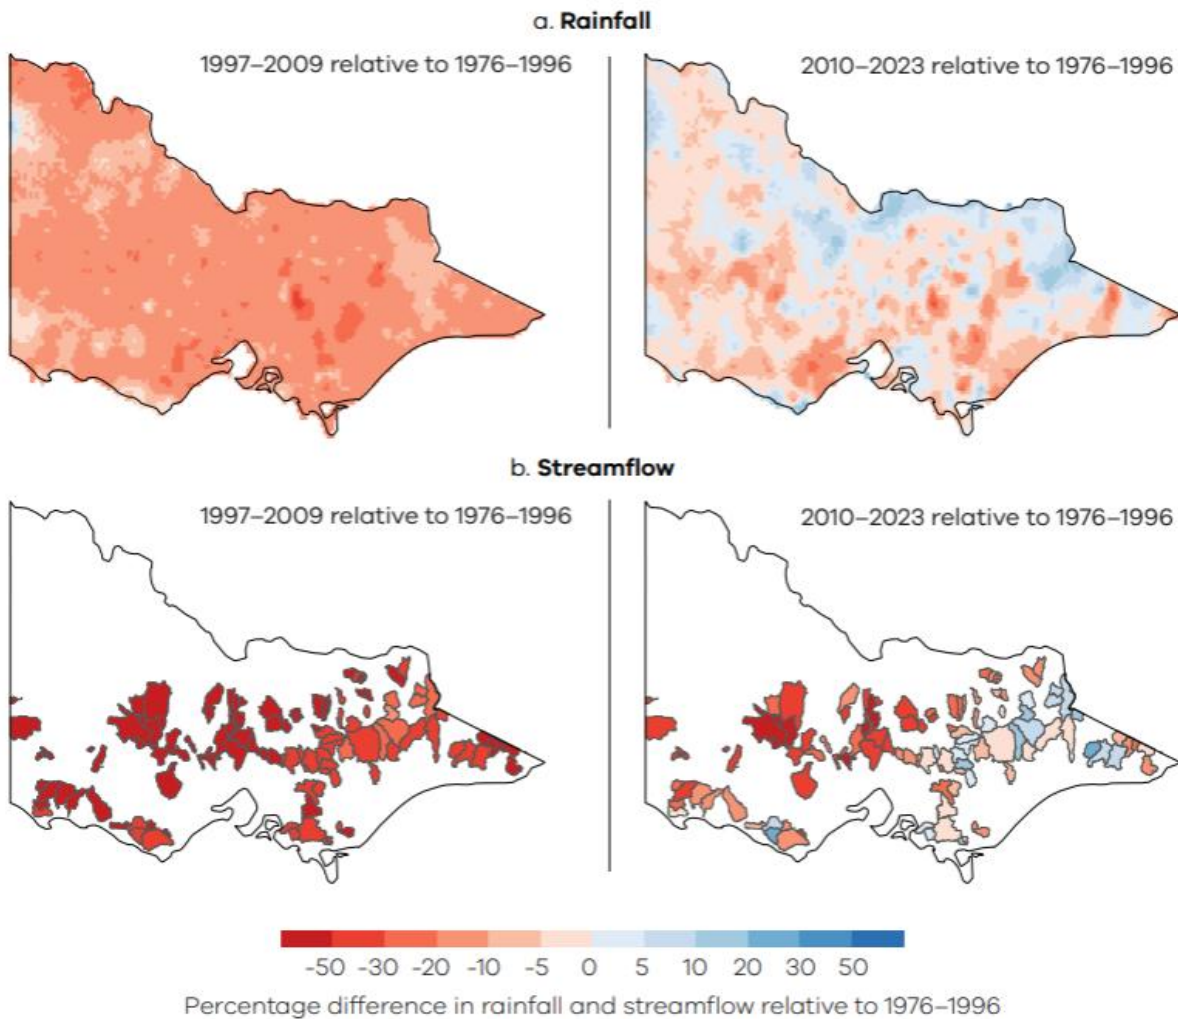 a. Rainfall
1997–2009 relative to 1976–1996
2010–2023 relative to 1976–1996
b. Streamflow
1997–2009 relative to 1976–1996
2010–2023 relative to 1976–1996
-50 -30 -20 -10 -5 0 5 10 20 30 50
Percentage difference in rainfall and streamflow relative to 1976–1996